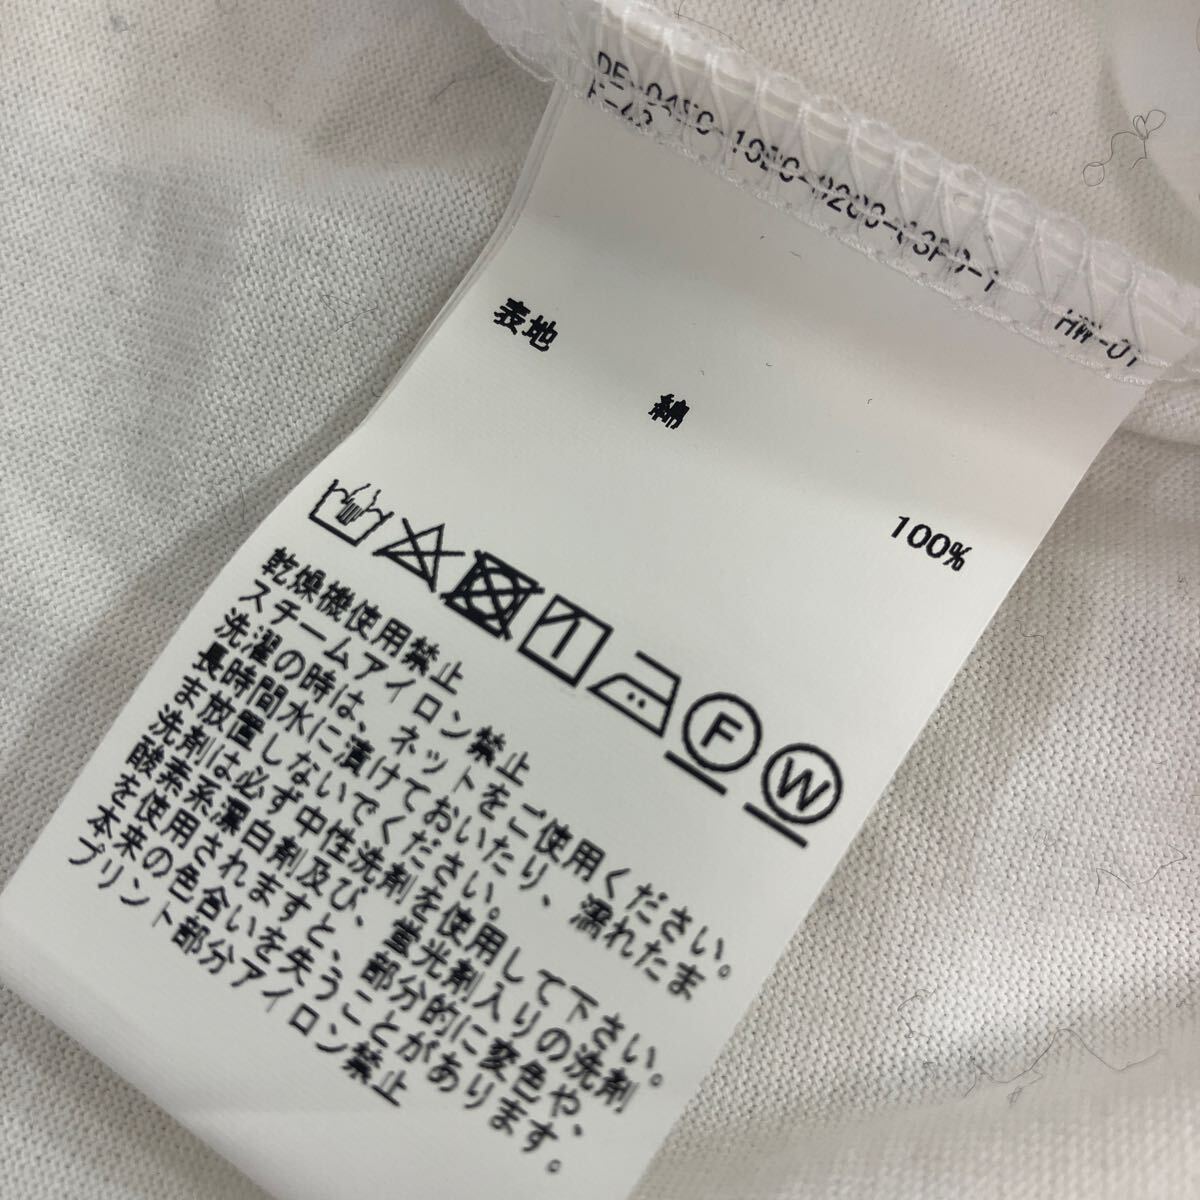 HW-01
表地
綿
100%
F
W
乾燥機使用禁止
スチームアイロン禁止
洗濯の時は、ネットをご使用ください。
長時間水に漬けておいたり、濡れたま
ま放置しないでください。
洗剤は必ず中性洗剤を使用して下さい。
酸素系漂白剤及び、蛍光剤入りの洗剤
を使用されますと、部分的に変色や、
本来の色合いを失うことがあります。
プリント部分アイロン禁止